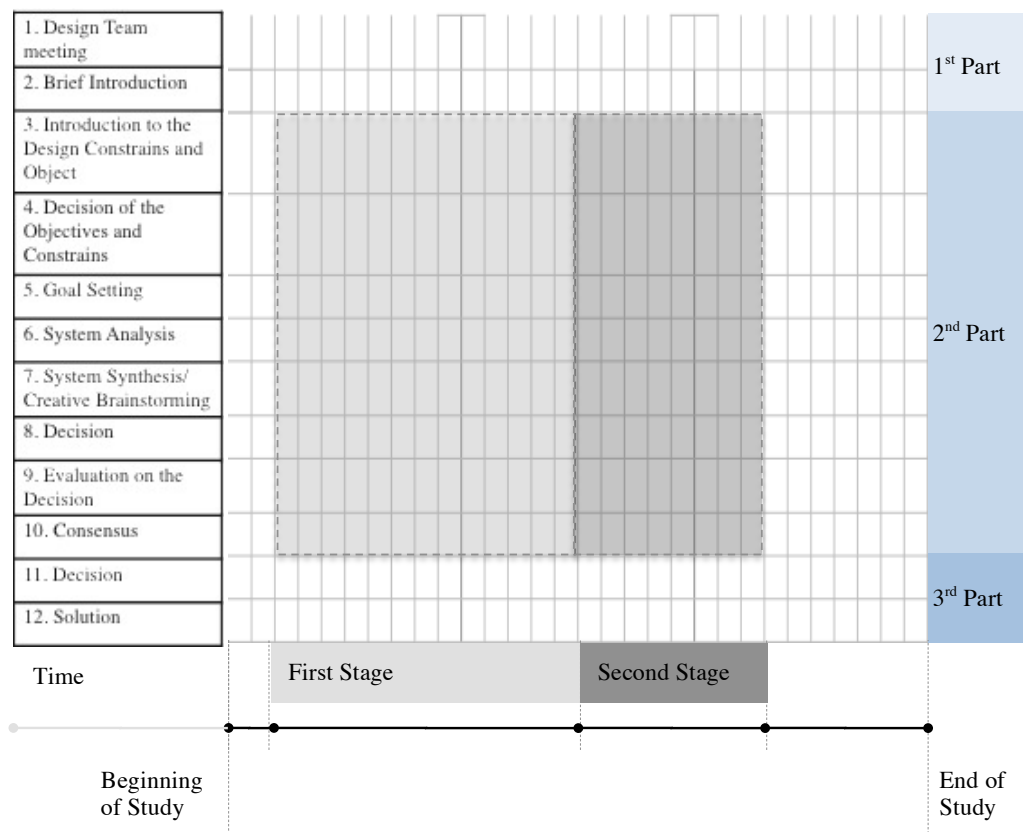 1. Design Team
meeting
2. Brief Introduction
3. Introduction to the
Design Constrains and
Object
4. Decision of the
Objectives and
Constrains
5. Goal Setting
6. System Analysis
7. System Synthesis/
Creative Brainstorming
8. Decision
9. Evaluation on the
Decision
10. Consensus
11. Decision
12. Solution
1st Part
2nd Part
3rd Part
Time
First Stage
Second Stage
Beginning
of Study
End of
Study